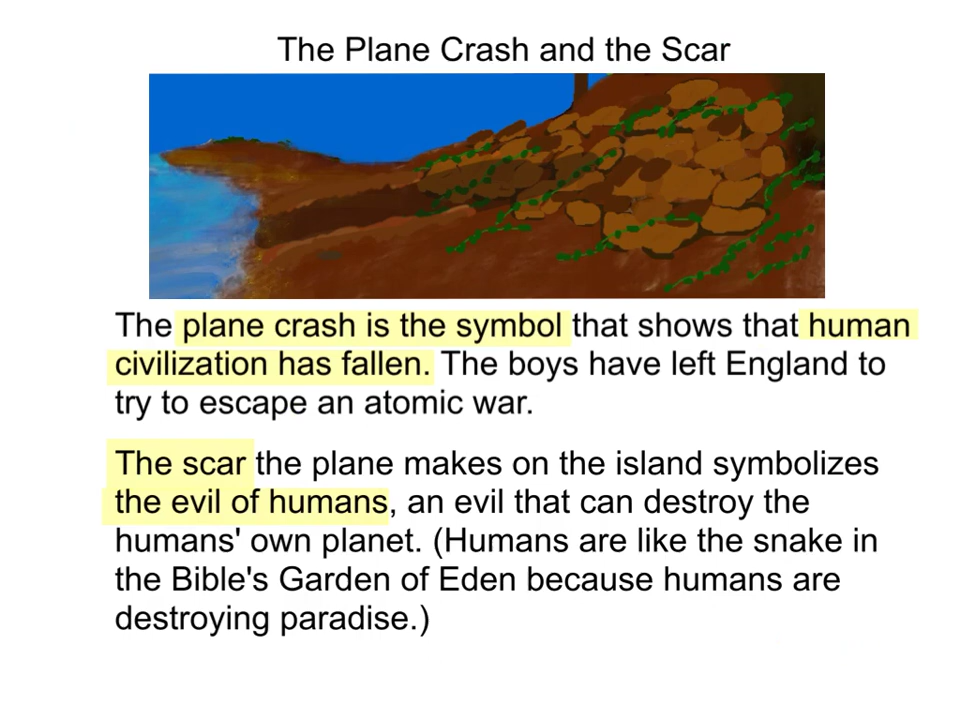 The Plane Crash and the Scar
The plane crash is the symbol that shows that human
civilization has fallen. The boys have left England to
try to escape an atomic war.
The scar the plane makes on the island symbolizes
the evil of humans, an evil that can destroy the
humans' own planet. (Humans are like the snake in
the Bible's Garden of Eden because humans are
destroying paradise.)